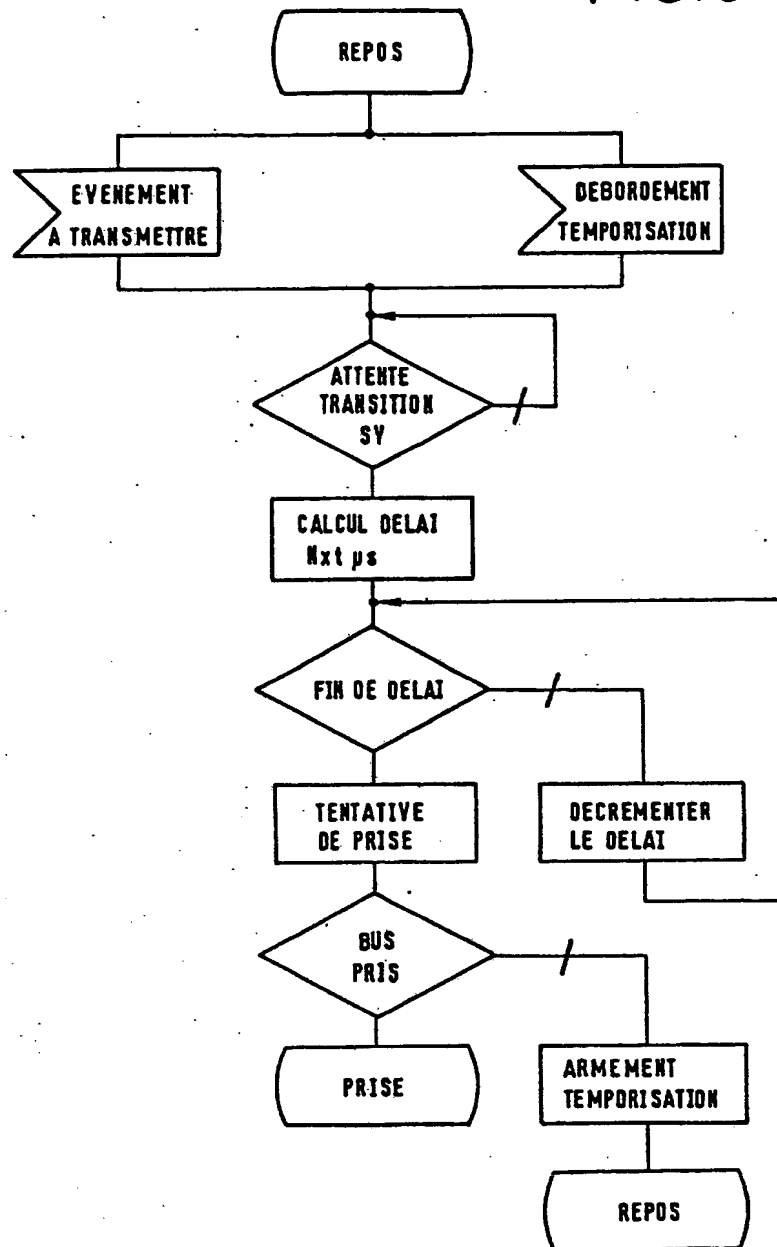 REPOS
EVENEMENT
A TRANSMETTRE
DEBORDEMENT
TEMPORISATION
ATTENTE
TRANSITION
SY
CALCUL DELAI
Nxt µs
FIN DE DELAI
TENTATIVE
DE PRISE
DECREMENTER
LE DELAI
BUS
PRIS
PRISE
ARMEMENT
TEMPORISATION
REPOS